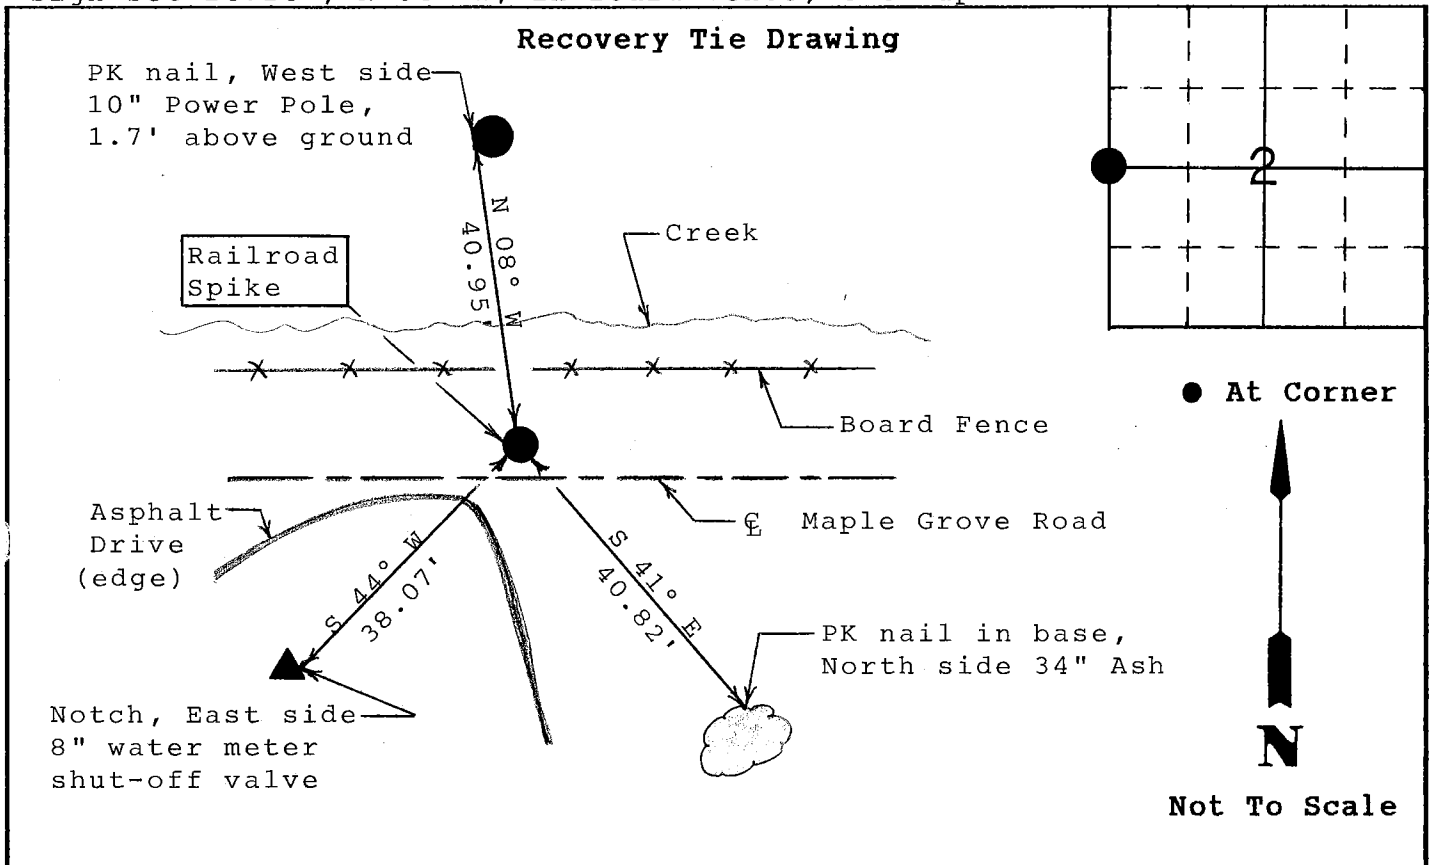 Recovery Tie Drawing
PK nail, West side
10" Power Pole,
1.7' above ground
N 08° W
40.95'
Railroad
Spike
Creek
2
Board Fence
● At Corner
Asphalt
Drive
(edge)
℄ Maple Grove Road
S 44° W
38.07'
S 41° E
40.82'
PK nail in base,
North side 34" Ash
Notch, East side
8" water meter
shut-off valve
N
Not To Scale